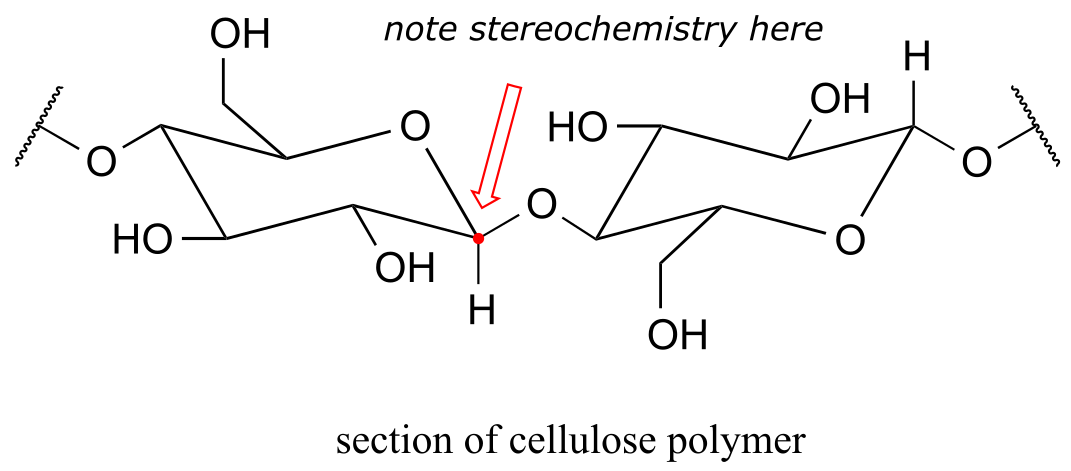 OH
note stereochemistry here
H
O
HO
OH
O
O
O
HO
OH
O
H
OH
section of cellulose polymer